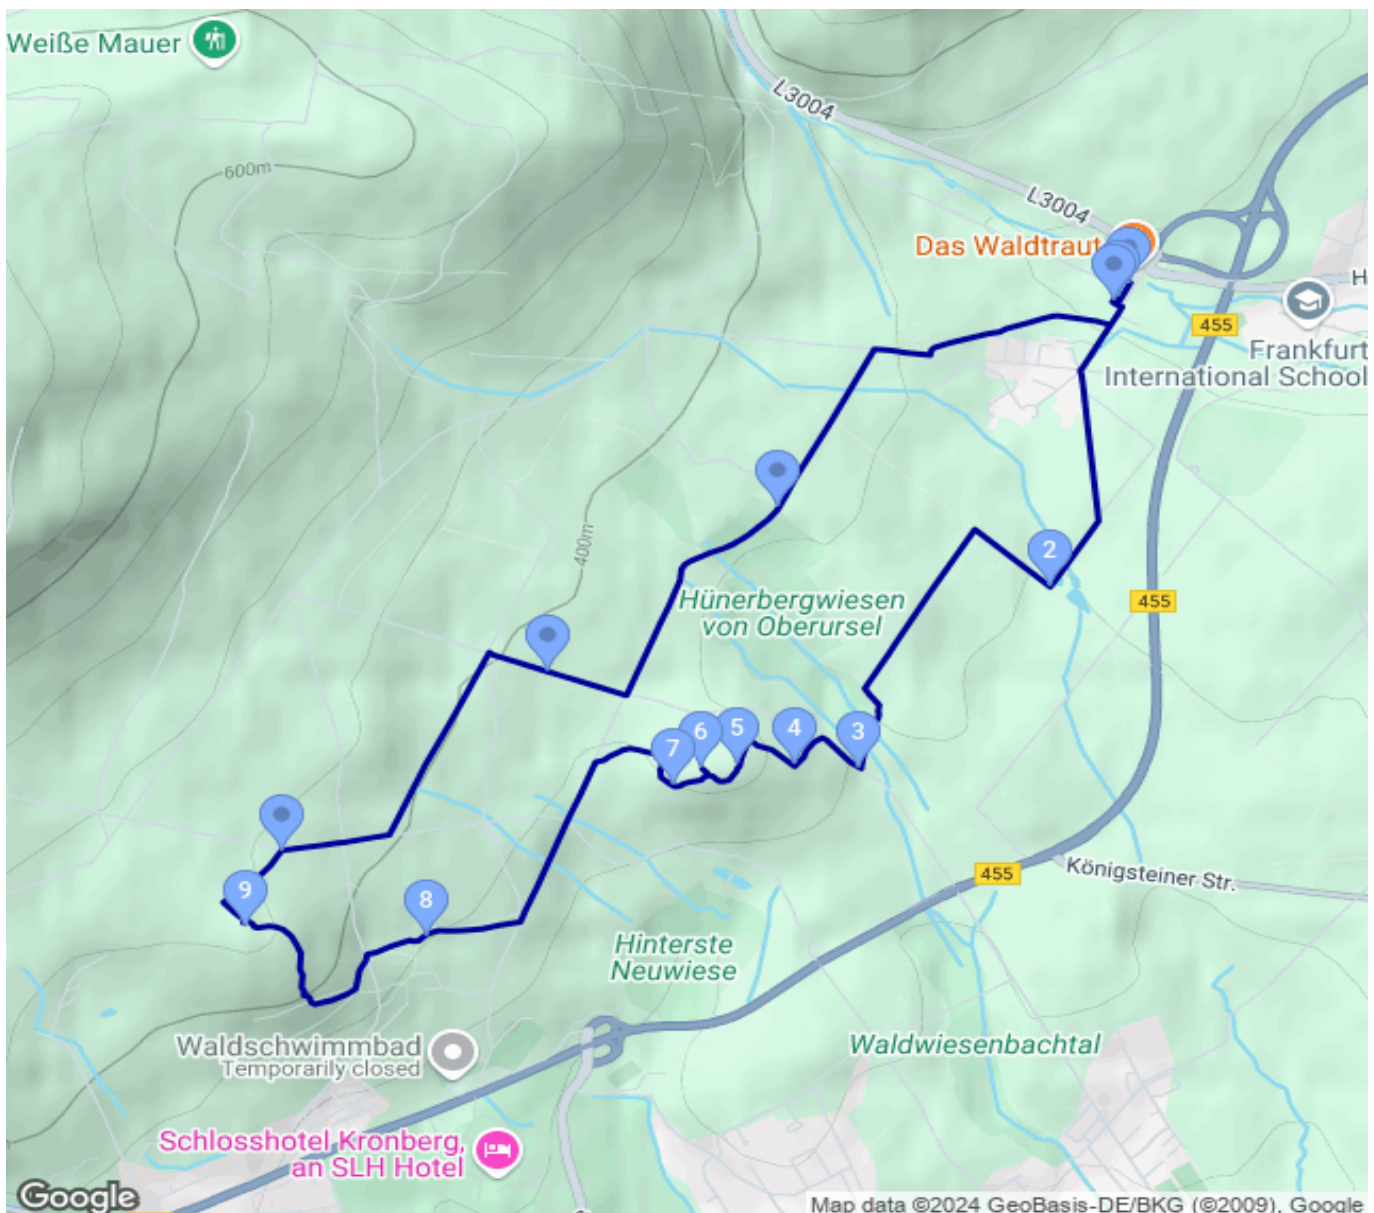 Weiße Mauer
L3004
600m
L3004
Das Waldtraut
H
455
Frankfurt
International School
400m
2
455
Hünerbergwiesen
von Oberursel
7
6
5
4
3
455
Königsteiner Str.
9
8
Hinterste
Neuwiese
Waldschwimmbad
Temporarily closed
Waldwiesenbachtal
Schlosshotel Kronberg,
an SLH Hotel
Google
Map data ©2024 GeoBasis-DE/BKG (©2009), Google